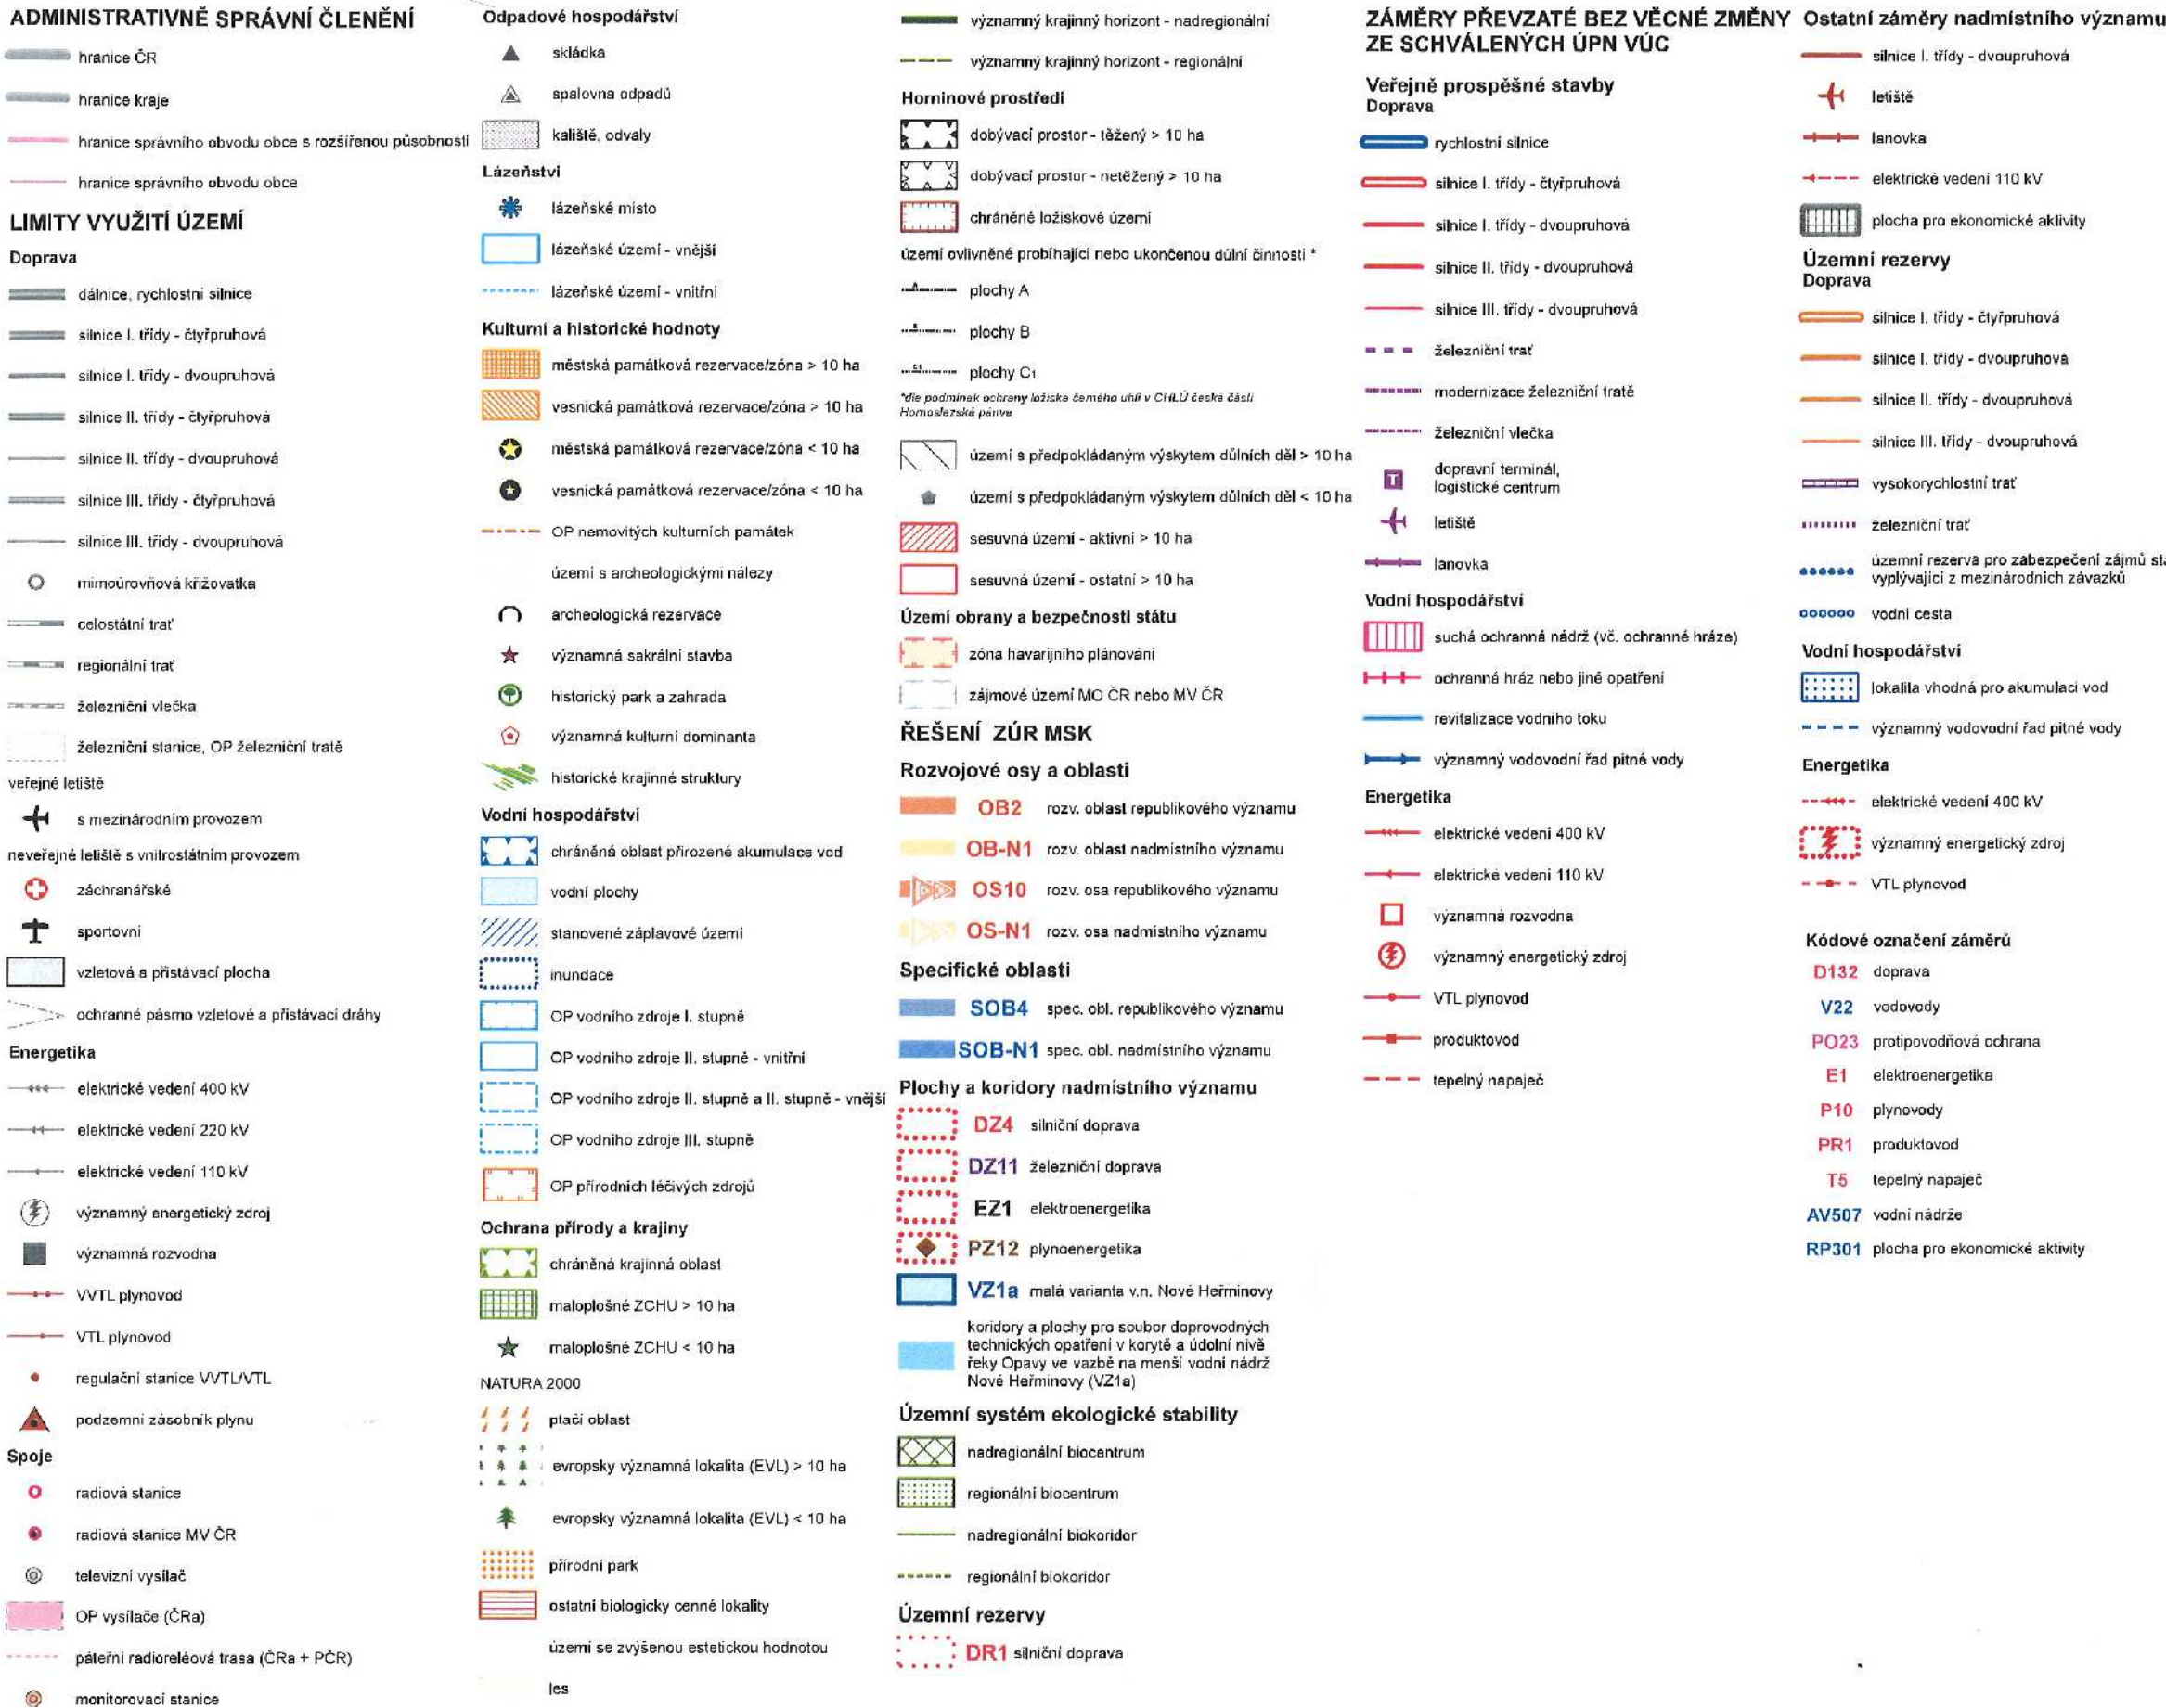 ADMINISTRATIVNĚ SPRÁVNÍ ČLENĚNÍ
hranice ČR
hranice kraje
hranice správního obvodu obce s rozšířenou působností
hranice správního obvodu obce
LIMITY VYUŽITÍ ÚZEMÍ
Doprava
dálnice, rychlostní silnice
silnice I. třídy - čtyřpruhová
silnice I. třídy - dvoupruhová
silnice II. třídy - čtyřpruhová
silnice II. třídy - dvoupruhová
silnice III. třídy - čtyřpruhová
silnice III. třídy - dvoupruhová
mimoúrovňová křižovatka
celostátní trať
regionální trať
železniční vlečka
železniční stanice, OP železniční tratě
veřejné letiště
s mezinárodním provozem
neveřejné letiště s vnitrostátním provozem
záchranářské
sportovní
vzletová a přistávací plocha
ochranné pásmo vzletové a přistávací dráhy
Energetika
elektrické vedení 400 kV
elektrické vedení 220 kV
elektrické vedení 110 kV
významný energetický zdroj
významná rozvodna
VVTL plynovod
VTL plynovod
regulační stanice VVTL/VTL
podzemní zásobník plynu
Spoje
radiová stanice
radiová stanice MV ČR
televizní vysílač
OP vysílače (ČRa)
páteřní radioreléová trasa (ČRa + PČR)
monitorovací stanice
Odpadové hospodářství
skládka
spalovna odpadů
kaliště, odvaly
Lázeňství
lázeňské místo
lázeňské území - vnější
lázeňské území - vnitřní
Kulturní a historické hodnoty
městská památková rezervace/zóna > 10 ha
vesnická památková rezervace/zóna > 10 ha
městská památková rezervace/zóna < 10 ha
vesnická památková rezervace/zóna < 10 ha
OP nemovitých kulturních památek
území s archeologickými nálezy
archeologická rezervace
významná sakrální stavba
historický park a zahrada
významná kulturní dominanta
historické krajinné struktury
Vodní hospodářství
chráněná oblast přirozené akumulace vod
vodní plochy
stanovené záplavové území
inundace
OP vodního zdroje I. stupně
OP vodního zdroje II. stupně - vnitřní
OP vodního zdroje II. stupně a II. stupně - vnější
OP vodního zdroje III. stupně
OP přírodních léčivých zdrojů
Ochrana přírody a krajiny
chráněná krajinná oblast
maloplošné ZCHU > 10 ha
maloplošné ZCHU < 10 ha
NATURA 2000
ptačí oblast
evropsky významná lokalita (EVL) > 10 ha
evropsky významná lokalita (EVL) < 10 ha
přírodní park
ostatní biologicky cenné lokality
území se zvýšenou estetickou hodnotou
les
významný krajinný horizont - nadregionální
významný krajinný horizont - regionální
Horninové prostředí
dobývací prostor - těžený > 10 ha
dobývací prostor - netěžený > 10 ha
chráněné ložiskové území
území ovlivněné probíhající nebo ukončenou důlní činností *
A plochy A
B plochy B
C1 plochy C1
*dle podmínek ochrany ložiska černého uhlí v CHLÚ české části
Hornoslezské pánve
území s předpokládaným výskytem důlních děl > 10 ha
území s předpokládaným výskytem důlních děl < 10 ha
sesuvná území - aktivní > 10 ha
sesuvná území - ostatní > 10 ha
Území obrany a bezpečnosti státu
zóna havarijního plánování
zájmové území MO ČR nebo MV ČR
ŘEŠENÍ ZÚR MSK
Rozvojové osy a oblasti
OB2 rozv. oblast republikového významu
OB-N1 rozv. oblast nadmístního významu
OS10 rozv. osa republikového významu
OS-N1 rozv. osa nadmístního významu
Specifické oblasti
SOB4 spec. obl. republikového významu
SOB-N1 spec. obl. nadmístního významu
Plochy a koridory nadmístního významu
DZ4 silniční doprava
DZ11 železniční doprava
EZ1 elektroenergetika
PZ12 plynoenergetika
VZ1a malá varianta v.n. Nové Heřminovy
koridory a plochy pro soubor doprovodných
technických opatření v korytě a údolní nivě
řeky Opavy ve vazbě na menší vodní nádrž
Nové Heřminovy (VZ1a)
Územní systém ekologické stability
nadregionální biocentrum
regionální biocentrum
nadregionální biokoridor
regionální biokoridor
Územní rezervy
DR1 silniční doprava
ZÁMĚRY PŘEVZATÉ BEZ VĚCNÉ ZMĚNY
ZE SCHVÁLENÝCH ÚPN VÚC
Veřejně prospěšné stavby
Doprava
rychlostní silnice
silnice I. třídy - čtyřpruhová
silnice I. třídy - dvoupruhová
silnice II. třídy - dvoupruhová
silnice III. třídy - dvoupruhová
železniční trať
modernizace železniční tratě
železniční vlečka
T dopravní terminál,
logistické centrum
letiště
lanovka
Vodní hospodářství
suchá ochranná nádrž (vč. ochranné hráze)
ochranná hráz nebo jiné opatření
revitalizace vodního toku
významný vodovodní řad pitné vody
Energetika
elektrické vedení 400 kV
elektrické vedení 110 kV
významná rozvodna
významný energetický zdroj
VTL plynovod
produktovod
tepelný napaječ
Ostatní záměry nadmístního významu
silnice I. třídy - dvoupruhová
letiště
lanovka
elektrické vedení 110 kV
plocha pro ekonomické aktivity
Územní rezervy
Doprava
silnice I. třídy - čtyřpruhová
silnice I. třídy - dvoupruhová
silnice II. třídy - dvoupruhová
silnice III. třídy - dvoupruhová
vysokorychlostní trať
železniční trať
územní rezerva pro zabezpečení zájmů
vyplývající z mezinárodních závazků
vodní cesta
Vodní hospodářství
lokalita vhodná pro akumulaci vod
významný vodovodní řad pitné vody
Energetika
elektrické vedení 400 kV
významný energetický zdroj
VTL plynovod
Kódové označení záměrů
D132 doprava
V22 vodovody
PO23 protipovodňová ochrana
E1 elektroenergetika
P10 plynovody
PR1 produktovod
T5 tepelný napaječ
AV507 vodní nádrže
RP301 plocha pro ekonomické aktivity